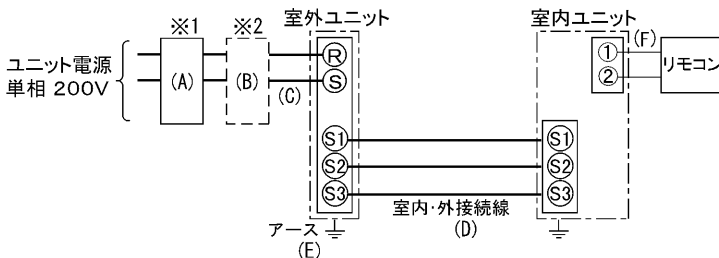 ※1
※2
室外ユニット
室内ユニット
ユニット電源
単相 200V
(A)
(B)
(C)
R
S
①
②
(F)
リモコン
S1
S2
S3
S1
S2
S3
室内・外接続線
(D)
アース
(E)